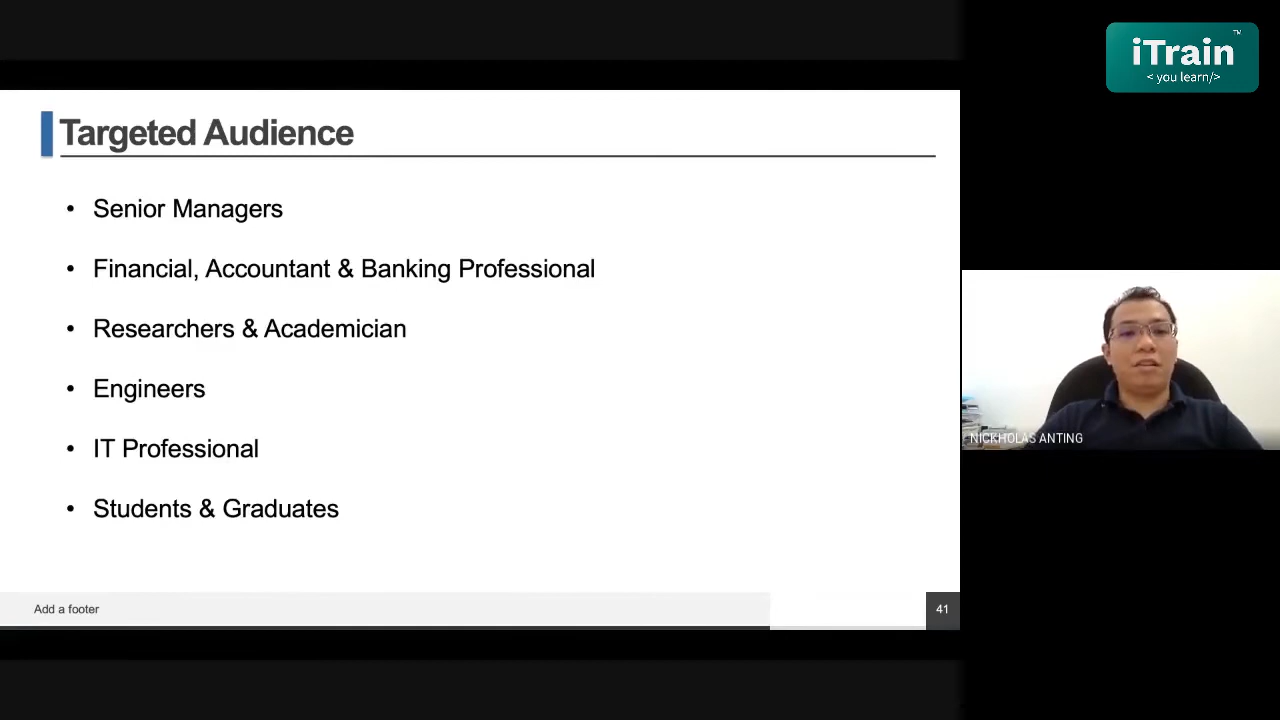 iTrain™
< you learn/>
Targeted Audience
• Senior Managers
• Financial, Accountant & Banking Professional
• Researchers & Academician
• Engineers
• IT Professional
• Students & Graduates
NICKHOLAS ANTING
Add a footer
41